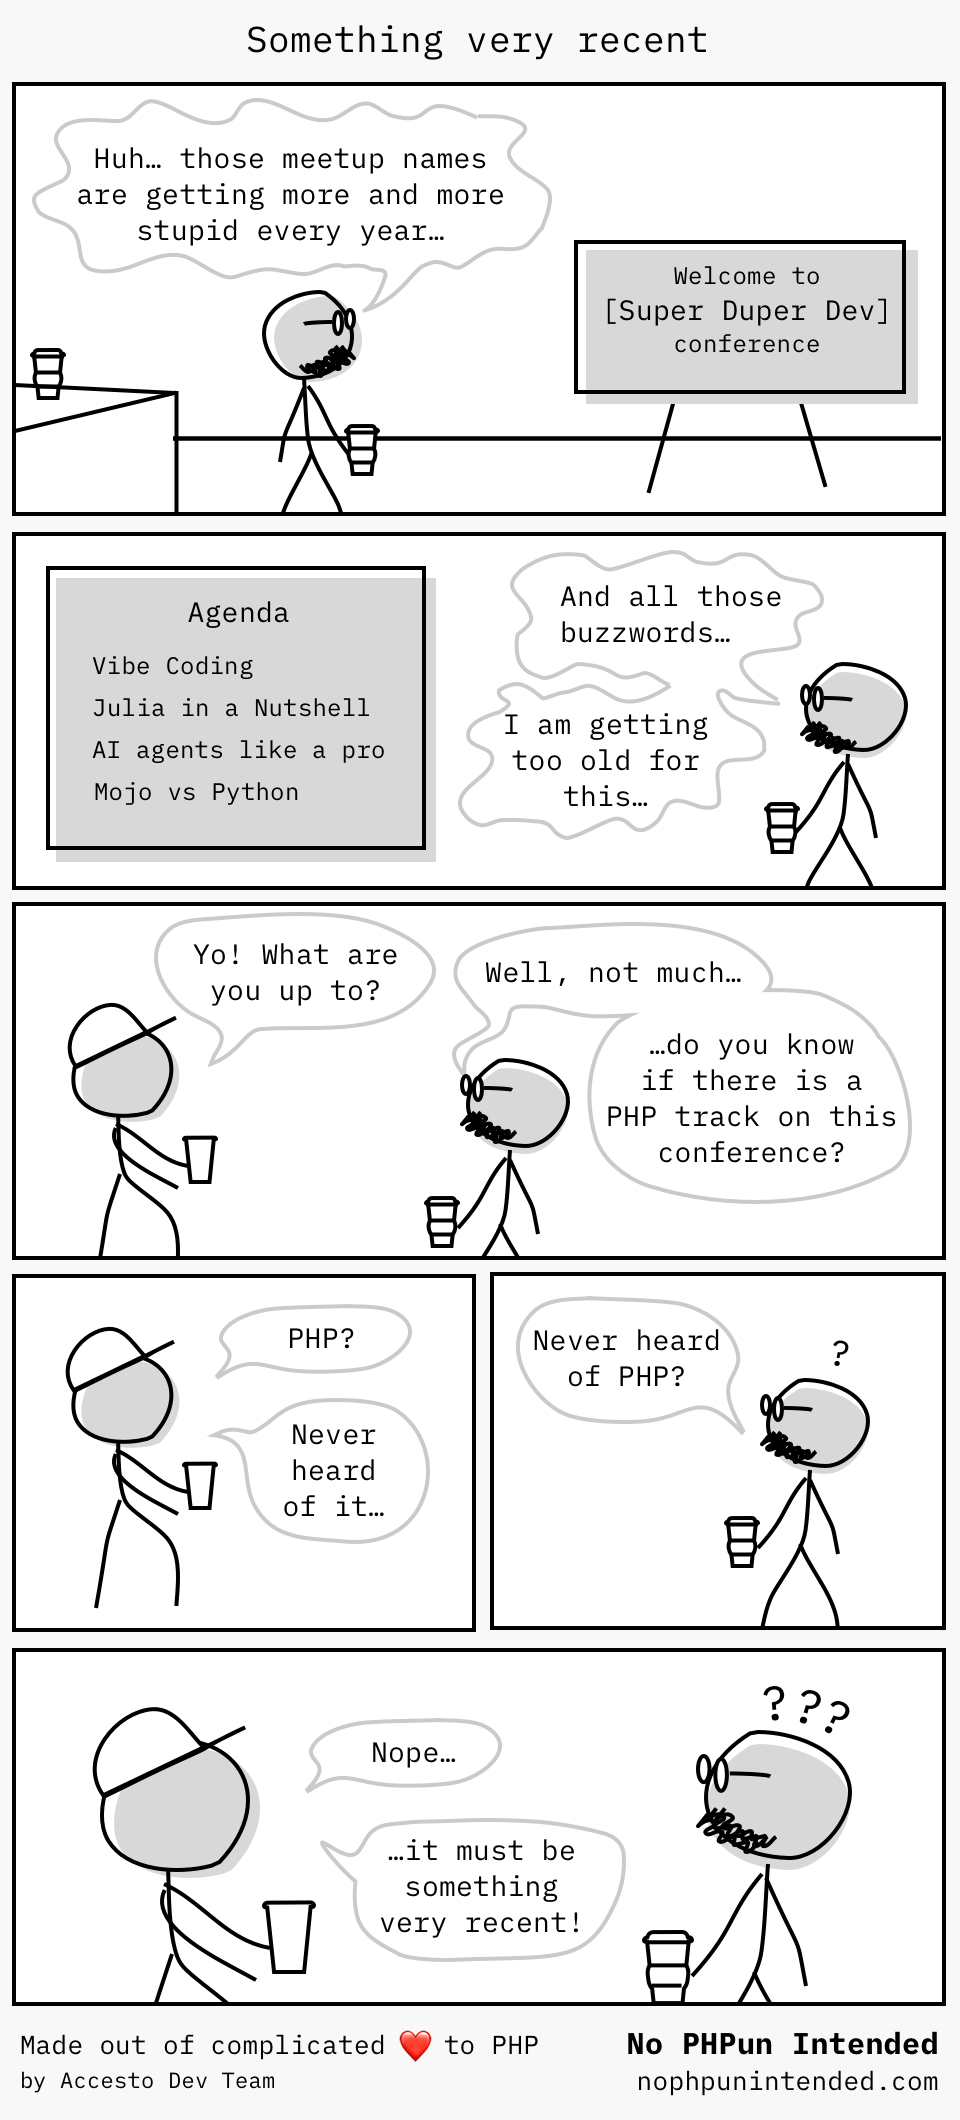 Something very recent
Huh… those meetup names
are getting more and more
stupid every year…
Welcome to
[Super Duper Dev]
conference
Agenda
Vibe Coding
Julia in a Nutshell
AI agents like a pro
Mojo vs Python
And all those
buzzwords…
I am getting
too old for
this…
Yo! What are
you up to?
Well, not much…
…do you know
if there is a
PHP track on this
conference?
PHP?
Never
heard
of it…
Never heard
of PHP?
?
Nope…
…it must be
something
very recent!
???
Made out of complicated ❤️ to PHP
by Accesto Dev Team
No PHPun Intended
nophpunintended.com